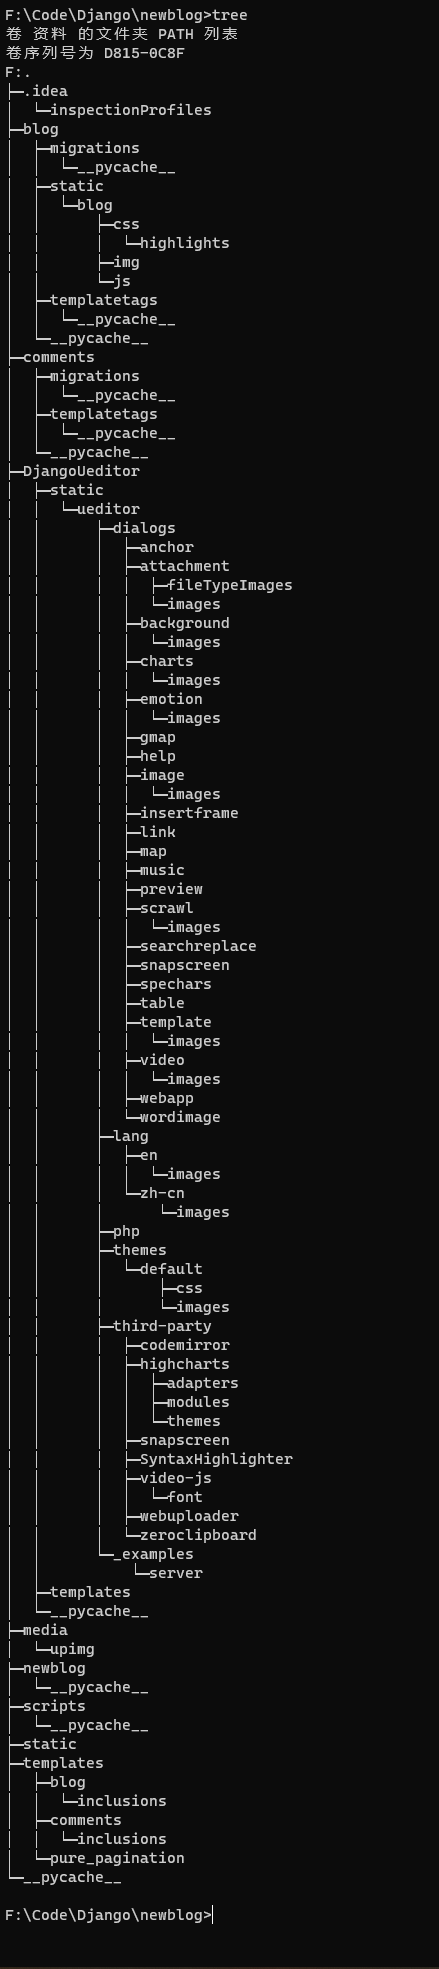 F:\Code\Django\newblog>tree
卷 资料 的文件夹 PATH 列表
卷序列号为 D815-0C8F
F:.
├─.idea
│  └─inspectionProfiles
├─blog
│  ├─migrations
│  │  └─__pycache__
│  ├─static
│  │  └─blog
│  │      ├─css
│  │      │  └─highlights
│  │      ├─img
│  │      └─js
│  ├─templatetags
│  │  └─__pycache__
│  └─__pycache__
├─comments
│  ├─migrations
│  │  └─__pycache__
│  ├─templatetags
│  │  └─__pycache__
│  └─__pycache__
├─DjangoUeditor
│  ├─static
│  │  └─ueditor
│  │      ├─dialogs
│  │      │  ├─anchor
│  │      │  ├─attachment
│  │      │  │  ├─fileTypeImages
│  │      │  │  └─images
│  │      │  ├─background
│  │      │  │  └─images
│  │      │  ├─charts
│  │      │  │  └─images
│  │      │  ├─emotion
│  │      │  │  └─images
│  │      │  ├─gmap
│  │      │  ├─help
│  │      │  ├─image
│  │      │  │  └─images
│  │      │  ├─insertframe
│  │      │  ├─link
│  │      │  ├─map
│  │      │  ├─music
│  │      │  ├─preview
│  │      │  ├─scrawl
│  │      │  │  └─images
│  │      │  ├─searchreplace
│  │      │  ├─snapscreen
│  │      │  ├─spechars
│  │      │  ├─table
│  │      │  ├─template
│  │      │  │  └─images
│  │      │  ├─video
│  │      │  │  └─images
│  │      │  ├─webapp
│  │      │  └─wordimage
│  │      ├─lang
│  │      │  ├─en
│  │      │  │  └─images
│  │      │  └─zh-cn
│  │      │      └─images
│  │      ├─php
│  │      ├─themes
│  │      │  └─default
│  │      │      ├─css
│  │      │      └─images
│  │      ├─third-party
│  │      │  ├─codemirror
│  │      │  ├─highcharts
│  │      │  │  ├─adapters
│  │      │  │  ├─modules
│  │      │  │  └─themes
│  │      │  ├─snapscreen
│  │      │  ├─SyntaxHighlighter
│  │      │  ├─video-js
│  │      │  │  └─font
│  │      │  ├─webuploader
│  │      │  └─zeroclipboard
│  │      └─_examples
│  │          └─server
│  ├─templates
│  └─__pycache__
├─media
│  └─upimg
├─newblog
│  └─__pycache__
├─scripts
│  └─__pycache__
├─static
├─templates
│  ├─blog
│  │  └─inclusions
│  ├─comments
│  │  └─inclusions
│  └─pure_pagination
└─__pycache__
F:\Code\Django\newblog>